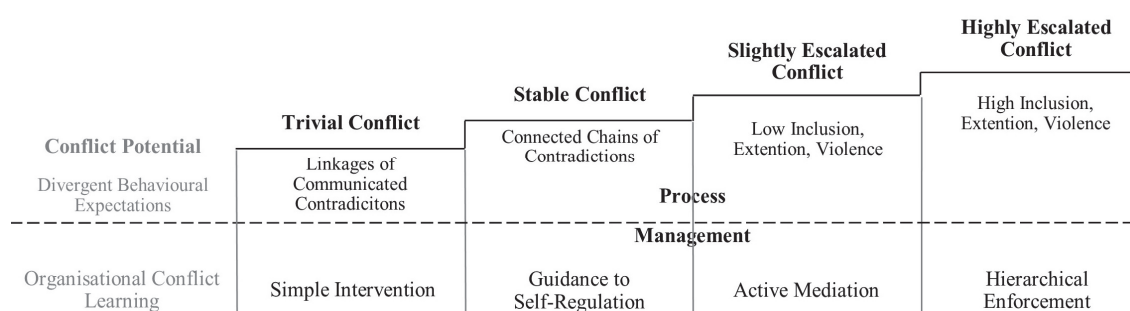 Conflict Potential
Divergent Behavioural
Expectations
Trivial Conflict
Linkages of
Communicated
Contradicitons
Stable Conflict
Connected Chains of
Contradictions
Slightly Escalated
Conflict
Low Inclusion,
Extention, Violence
Highly Escalated
Conflict
High Inclusion,
Extention, Violence
Process
Management
Organisational Conflict
Learning
Simple Intervention
Guidance to
Self-Regulation
Active Mediation
Hierarchical
Enforcement